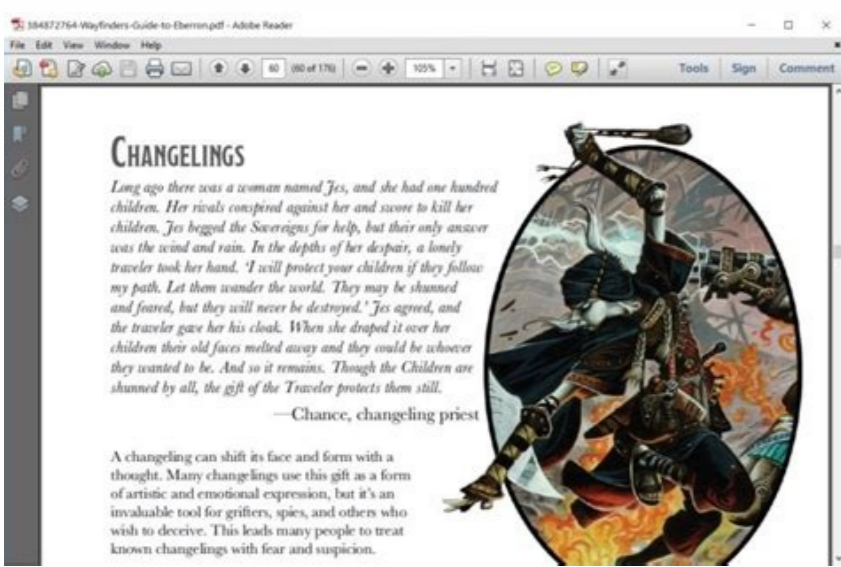 384872764-Wayfinders-Guide-to-Eberron.pdf - Adobe Reader
File Edit View Window Help
60 (60 of 176) 105% Tools Sign Comment
CHANGELINGS
Long ago there was a woman named Jes, and she had one hundred
children. Her rivals conspired against her and swore to kill her
children. Jes begged the Sovereigns for help, but their only answer
was the wind and rain. In the depths of her despair, a lonely
traveler took her hand. ‘I will protect your children if they follow
my path. Let them wander the world. They may be shunned
and feared, but they will never be destroyed.’ Jes agreed, and
the traveler gave her his cloak. When she draped it over her
children their old faces melted away and they could be whoever
they wanted to be. And so it remains. Though the Children are
shunned by all, the gift of the Traveler protects them still.
—Chance, changeling priest
A changeling can shift its face and form with a
thought. Many changelings use this gift as a form
of artistic and emotional expression, but it's an
invaluable tool for grifters, spies, and others who
wish to deceive. This leads many people to treat
known changelings with fear and suspicion.